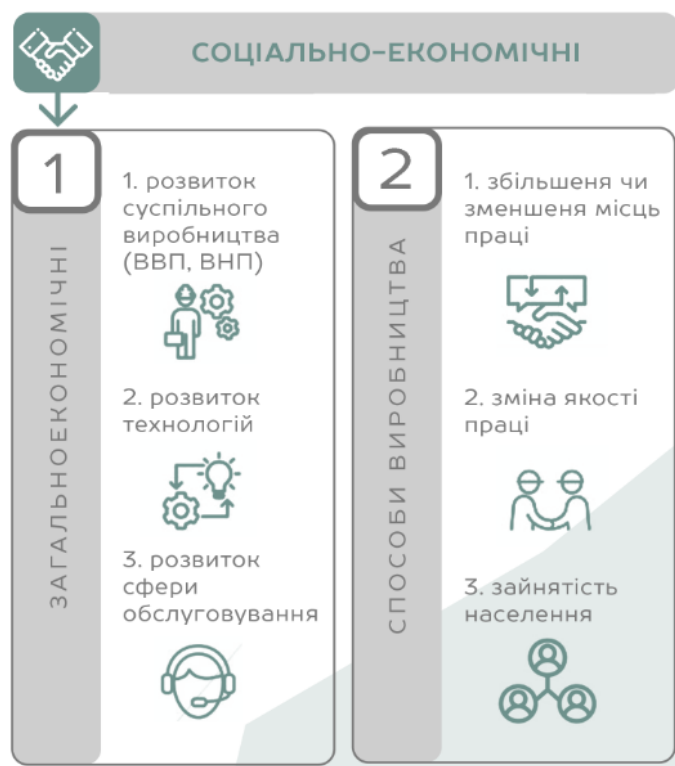 СОЦІАЛЬНО-ЕКОНОМІЧНІ
1
ЗАГАЛЬНОЕКОНОМІЧНІ
1. розвиток
суспільного
виробництва
(ВВП, ВНП)
2. розвиток
технологій
3. розвиток
сфери
обслуговування
2
СПОСОБИ ВИРОБНИЦТВА
1. збільшеня чи
зменшеня місць
праці
2. зміна якості
праці
3. зайнятість
населення